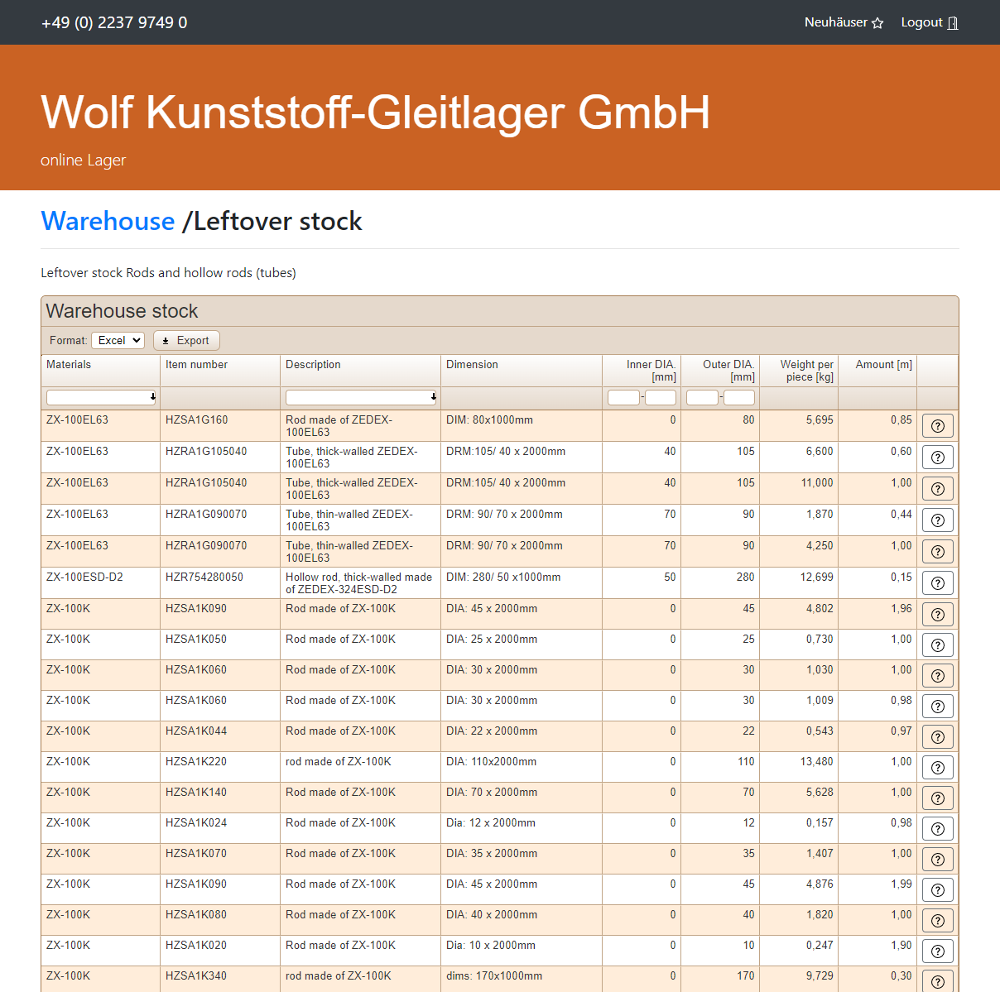 +49 (0) 2237 9749 0
Neuhäuser Logout
Wolf Kunststoff-Gleitlager GmbH
online Lager
Warehouse /Leftover stock
Leftover stock Rods and hollow rods (tubes)
Warehouse stock
Format: Excel Export
Materials Item number Description Dimension Inner DIA. [mm] Outer DIA. [mm] Weight per piece [kg] Amount [m]
- -
ZX-100EL63 HZSA1G160 Rod made of ZEDEX-100EL63 DIM: 80x1000mm 0 80 5,695 0,85
ZX-100EL63 HZRA1G105040 Tube, thick-walled ZEDEX-100EL63 DRM:105/ 40 x 2000mm 40 105 6,600 0,60
ZX-100EL63 HZRA1G105040 Tube, thick-walled ZEDEX-100EL63 DRM:105/ 40 x 2000mm 40 105 11,000 1,00
ZX-100EL63 HZRA1G090070 Tube, thin-walled ZEDEX-100EL63 DRM: 90/ 70 x 2000mm 70 90 1,870 0,44
ZX-100EL63 HZRA1G090070 Tube, thin-walled ZEDEX-100EL63 DRM: 90/ 70 x 2000mm 70 90 4,250 1,00
ZX-100ESD-D2 HZR754280050 Hollow rod, thick-walled made of ZEDEX-324ESD-D2 DIM: 280/ 50 x1000mm 50 280 12,699 0,15
ZX-100K HZSA1K090 Rod made of ZX-100K DIA: 45 x 2000mm 0 45 4,802 1,96
ZX-100K HZSA1K050 Rod made of ZX-100K DIA: 25 x 2000mm 0 25 0,730 1,00
ZX-100K HZSA1K060 Rod made of ZX-100K DIA: 30 x 2000mm 0 30 1,030 1,00
ZX-100K HZSA1K060 Rod made of ZX-100K DIA: 30 x 2000mm 0 30 1,009 0,98
ZX-100K HZSA1K044 Rod made of ZX-100K DIA: 22 x 2000mm 0 22 0,543 0,97
ZX-100K HZSA1K220 rod made of ZX-100K DIA: 110x2000mm 0 110 13,480 1,00
ZX-100K HZSA1K140 Rod made of ZX-100K DIA: 70 x 2000mm 0 70 5,628 1,00
ZX-100K HZSA1K024 Rod made of ZX-100K Dia: 12 x 2000mm 0 12 0,157 0,98
ZX-100K HZSA1K070 Rod made of ZX-100K DIA: 35 x 2000mm 0 35 1,407 1,00
ZX-100K HZSA1K090 Rod made of ZX-100K DIA: 45 x 2000mm 0 45 4,876 1,99
ZX-100K HZSA1K080 Rod made of ZX-100K DIA: 40 x 2000mm 0 40 1,820 1,00
ZX-100K HZSA1K020 Rod made of ZX-100K Dia: 10 x 2000mm 0 10 0,247 1,90
ZX-100K HZSA1K340 rod made of ZX-100K dims: 170x1000mm 0 170 9,729 0,30